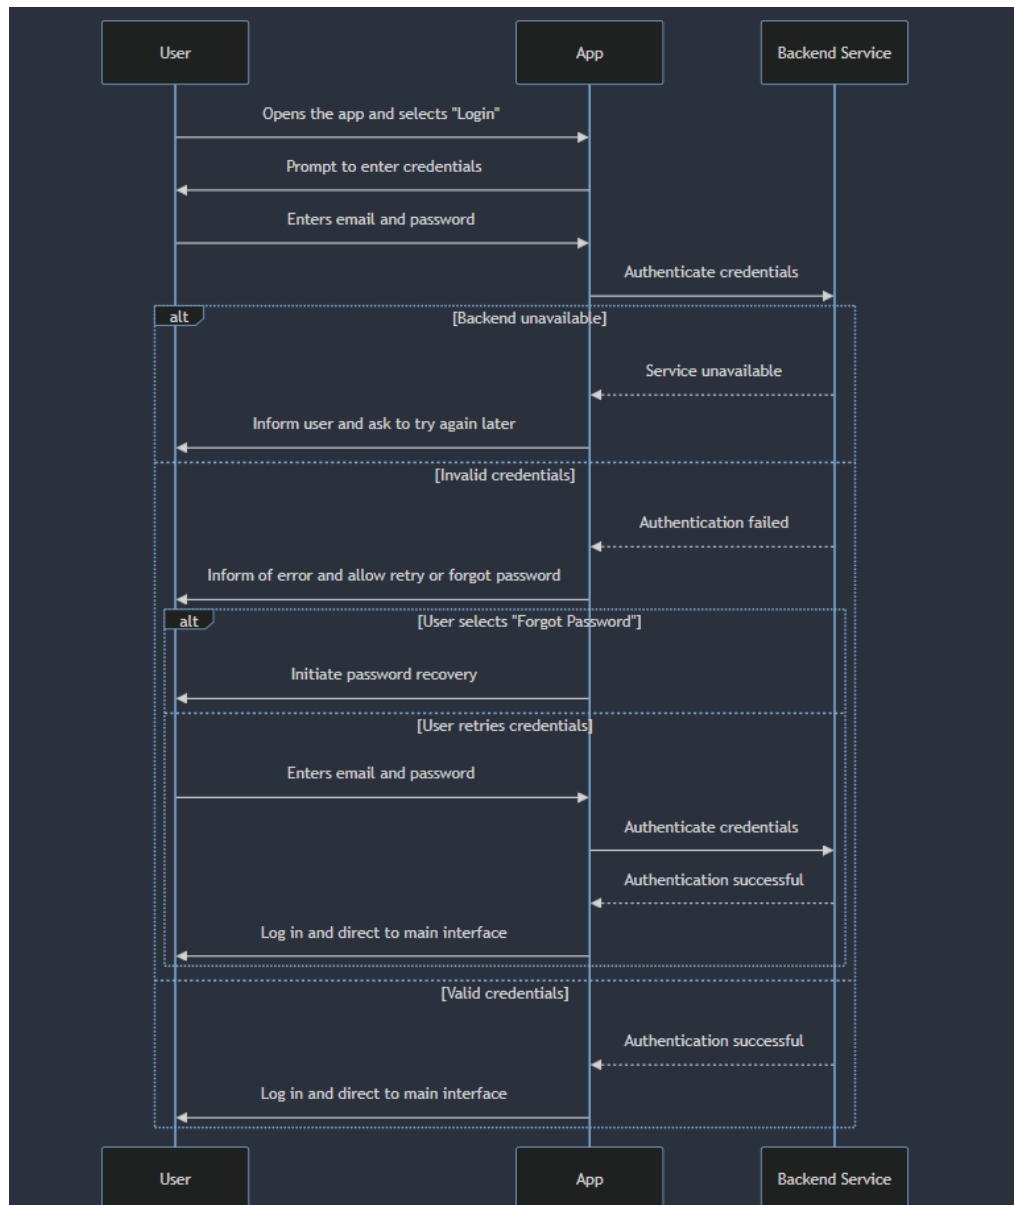 User
App
Backend Service
Opens the app and selects "Login"
Prompt to enter credentials
Enters email and password
Authenticate credentials
alt
[Backend unavailable]
Service unavailable
Inform user and ask to try again later
[Invalid credentials]
Authentication failed
Inform of error and allow retry or forgot password
alt
[User selects "Forgot Password"]
Initiate password recovery
[User retries credentials]
Enters email and password
Authenticate credentials
Authentication successful
Log in and direct to main interface
[Valid credentials]
Authentication successful
Log in and direct to main interface
User
App
Backend Service